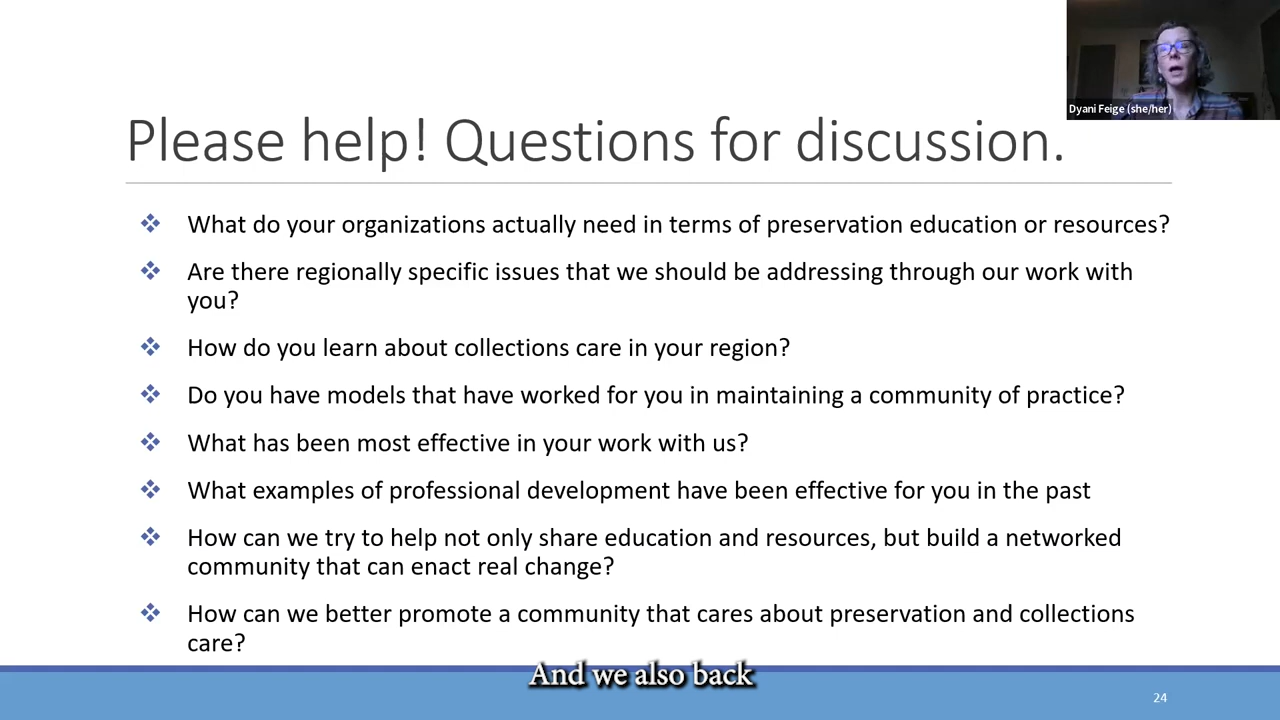 Dyani Feige (she/her)
Please help! Questions for discussion.
What do your organizations actually need in terms of preservation education or resources?
Are there regionally specific issues that we should be addressing through our work with
you?
How do you learn about collections care in your region?
Do you have models that have worked for you in maintaining a community of practice?
What has been most effective in your work with us?
What examples of professional development have been effective for you in the past
How can we try to help not only share education and resources, but build a networked
community that can enact real change?
How can we better promote a community that cares about preservation and collections
care?
And we also back
24